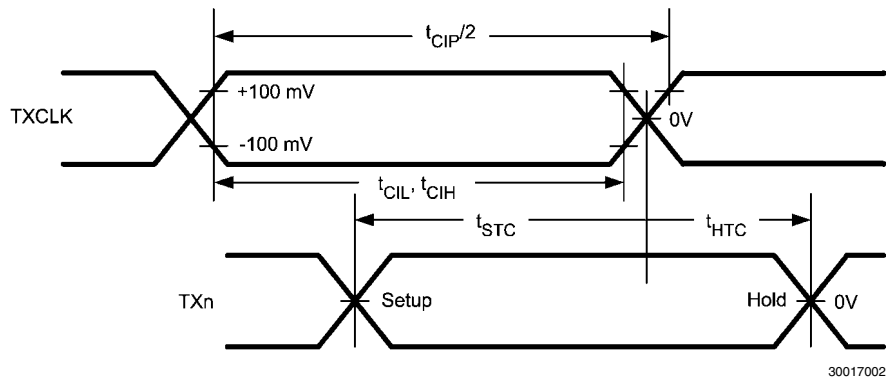 tCIP/2
+100 mV
TXCLK
0V
-100 mV
tCIL, tCIH
tSTC
tHTC
TXn
Setup
Hold
0V
30017002